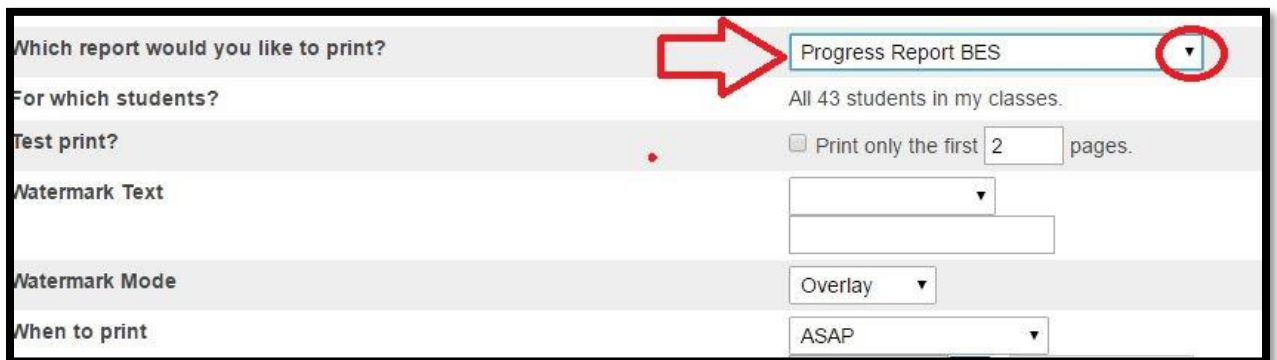 Which report would you like to print? Progress Report BES
For which students? All 43 students in my classes.
Test print? Print only the first 2 pages.
Watermark Text
Watermark Mode Overlay
When to print ASAP